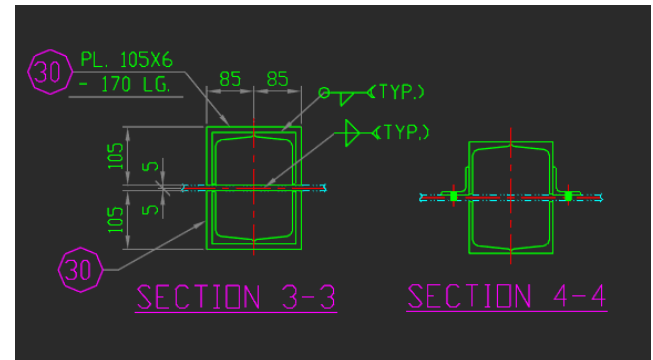 30
PL. 105X6
- 170 LG.
85
85
(TYP.)
(TYP.)
105
5
5
105
30
SECTION 3-3
SECTION 4-4